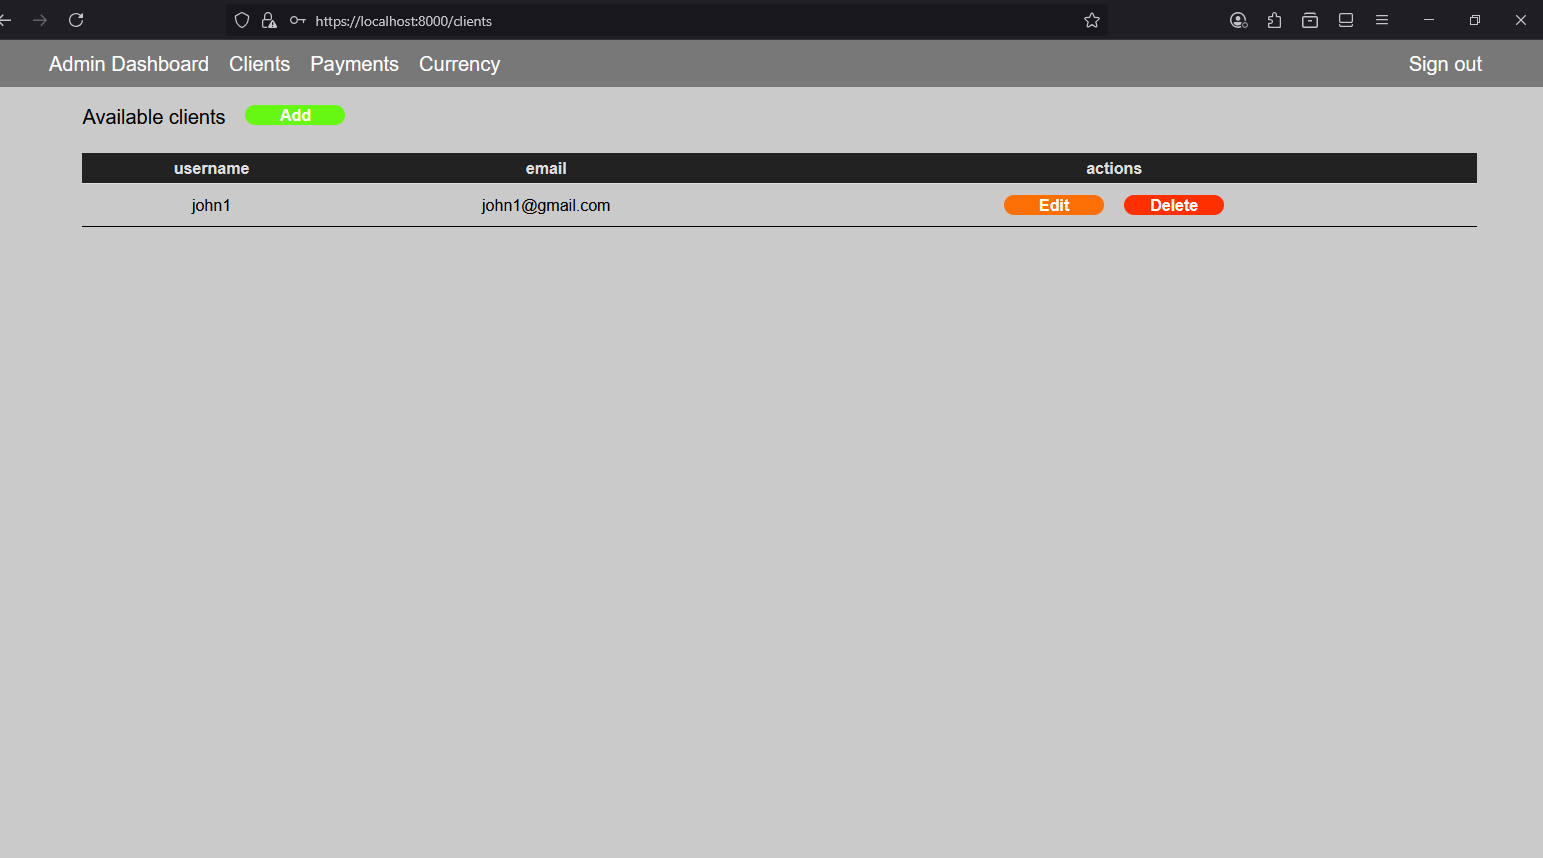 https://localhost:8000/clients
Admin Dashboard Clients Payments Currency Sign out
Available clients Add
username email actions
john1 john1@gmail.com Edit Delete